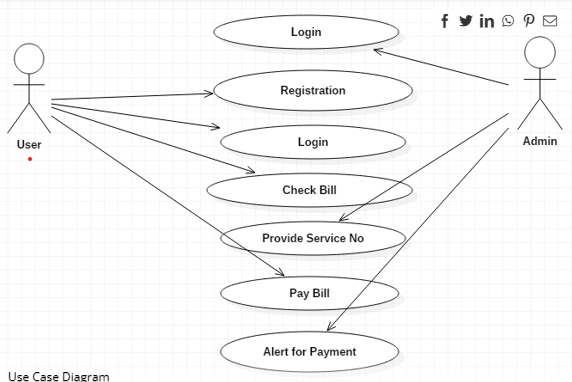 Login
Registration
User
Login
Admin
Check Bill
Provide Service No
Pay Bill
Alert for Payment
Use Case Diagram